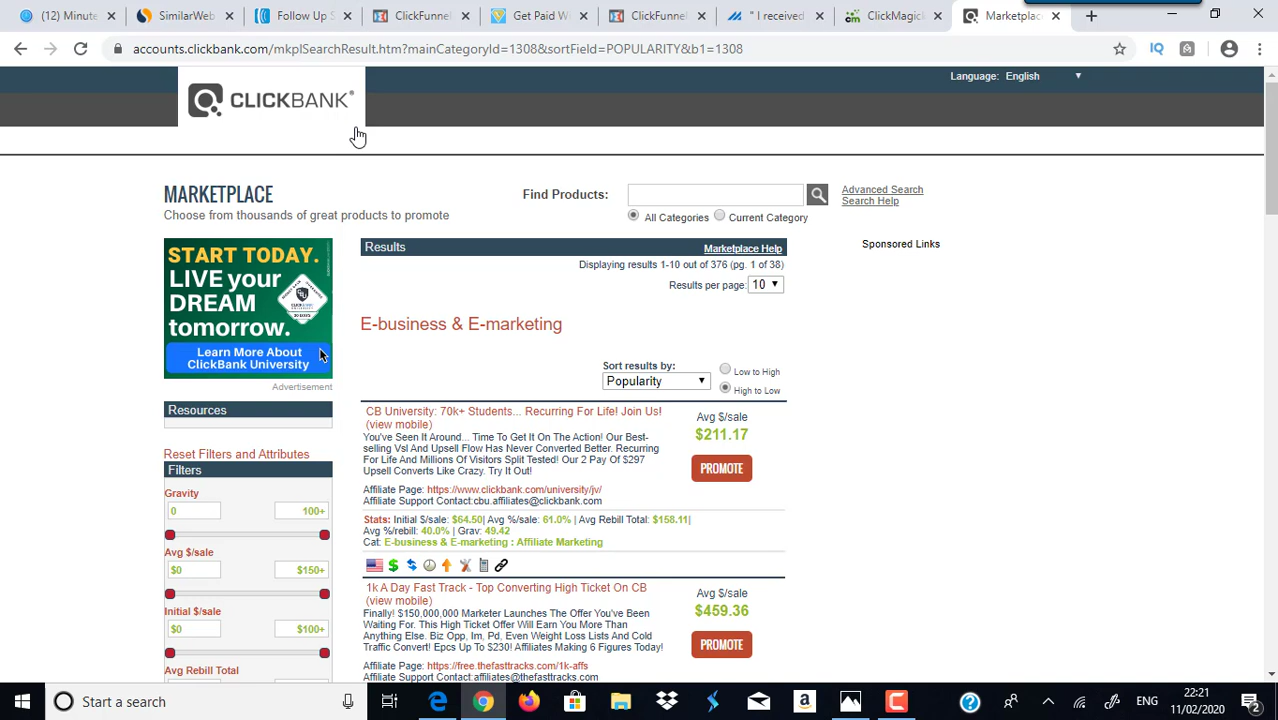 (12) Minute
SimilarWeb
Follow Up S
ClickFunnel
Get Paid W
ClickFunnel
" I received
ClickMagick
Marketplace
accounts.clickbank.com/mkplSearchResult.htm?mainCategoryId=1308&sortField=POPULARITY&b1=1308
Language: English
CLICKBANK®
MARKETPLACE
Choose from thousands of great products to promote
Find Products:
Advanced Search
Search Help
All Categories Current Category
START TODAY.
LIVE your
DREAM
tomorrow.
Learn More About
ClickBank University
Advertisement
Resources
Reset Filters and Attributes
Filters
Gravity
0 100+
Avg $/sale
$0 $150+
Initial $/sale
$0 $100+
Avg Rebill Total
Results Marketplace Help
Displaying results 1-10 out of 376 (pg. 1 of 38)
Results per page: 10
E-business & E-marketing
Sort results by:
Popularity
Low to High
High to Low
CB University: 70k+ Students... Recurring For Life! Join Us!
(view mobile)
You've Seen It Around... Time To Get It On The Action! Our Best-
selling Vsl And Upsell Flow Has Never Converted Better. Recurring
For Life And Millions Of Visitors Split Tested! Our 2 Pay Of $297
Upsell Converts Like Crazy. Try It Out!
Affiliate Page: https://www.clickbank.com/university/jv/
Affiliate Support Contact:cbu.affiliates@clickbank.com
Stats: Initial $/sale: $64.50| Avg %/sale: 61.0% | Avg Rebill Total: $158.11|
Avg %/rebill: 40.0% | Grav: 49.42
Cat: E-business & E-marketing : Affiliate Marketing
Avg $/sale
$211.17
PROMOTE
1k A Day Fast Track - Top Converting High Ticket On CB
(view mobile)
Finally! $150,000,000 Marketer Launches The Offer You've Been
Waiting For. This High Ticket Offer Will Earn You More Than
Anything Else. Biz Opp, Im, Pd, Even Weight Loss Lists And Cold
Traffic Convert! Epcs Up To $230! Affiliates Making 6 Figures Today!
Affiliate Page: https://free.thefasttracks.com/1k-affs
Affiliate Support Contact:affiliates@thefasttracks.com
Avg $/sale
$459.36
PROMOTE
Sponsored Links
Start a search
ENG
22:21
11/02/2020
2